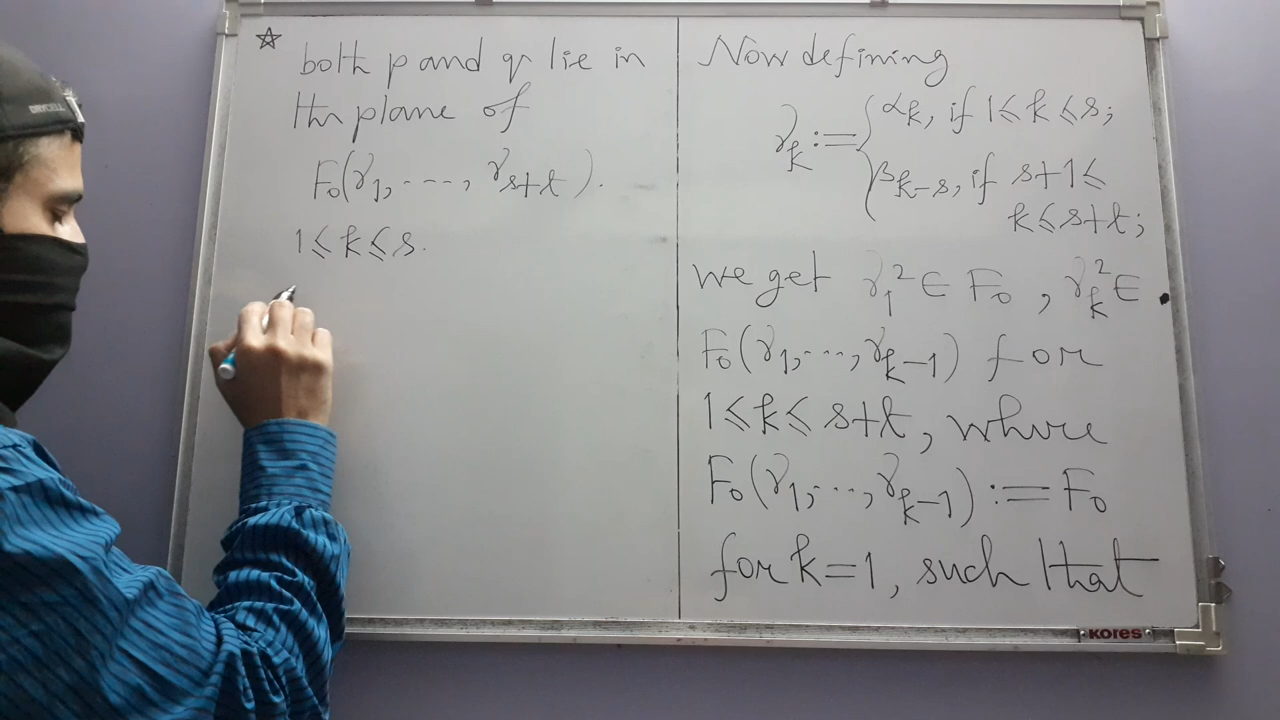 ☆ both p and q lie in
the plane of
F₀(γ₁, ----, γₛ₊ₜ).
1≤k≤s.
Now defining
γₖ := { αₖ, if 1≤k≤s;
βₖ₋ₛ, if s+1≤
k≤s+t;
we get γ₁² ∈ F₀, γₖ² ∈
F₀(γ₁, ..., γₖ₋₁) for
1≤k≤s+t, where
F₀(γ₁, ..., γₖ₋₁) := F₀
for k=1, such that
KORES